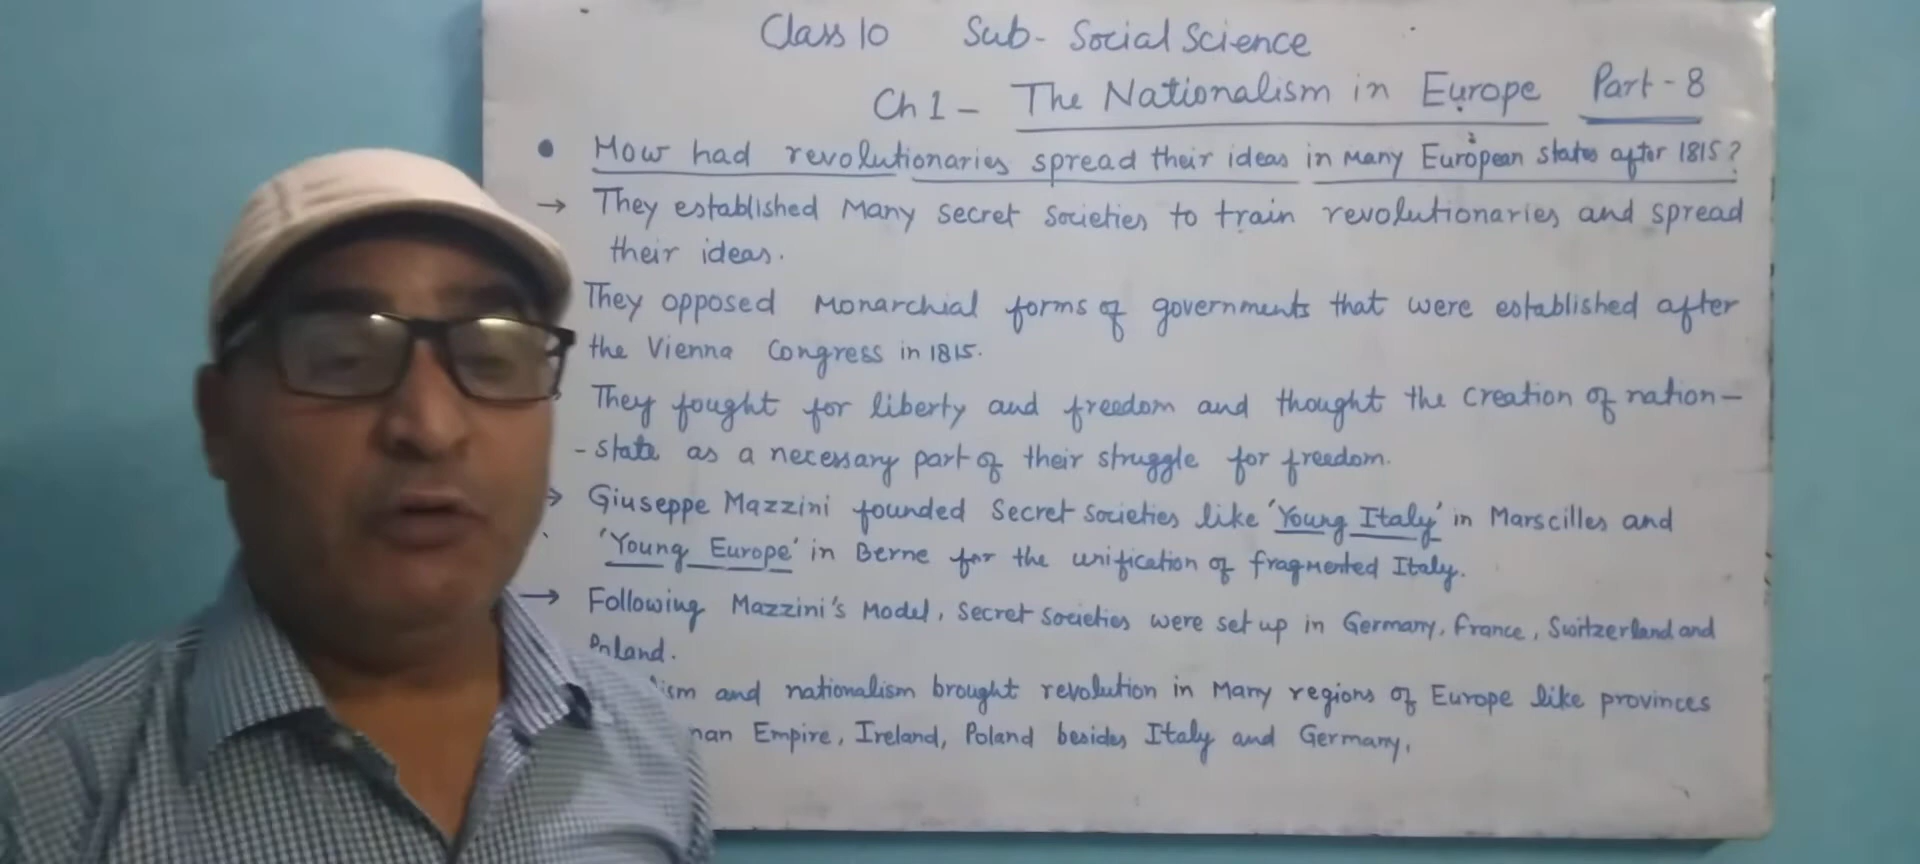 Class 10 Sub- Social Science
Ch 1 - The Nationalism in Europe Part - 8
• How had revolutionaries spread their ideas in many European states after 1815?
→ They established many secret societies to train revolutionaries and spread
their ideas.
They opposed monarchial forms of governments that were established after
the Vienna Congress in 1815.
They fought for liberty and freedom and thought the creation of nation-
- state as a necessary part of their struggle for freedom.
→ Giuseppe Mazzini founded secret societies like 'Young Italy' in Marscilles and
'Young Europe' in Berne for the unification of fragmented Italy.
→ Following Mazzini's model, secret societies were set up in Germany, France, Switzerland and
Poland.
and nationalism brought revolution in many regions of Europe like provinces
Empire, Ireland, Poland besides Italy and Germany.